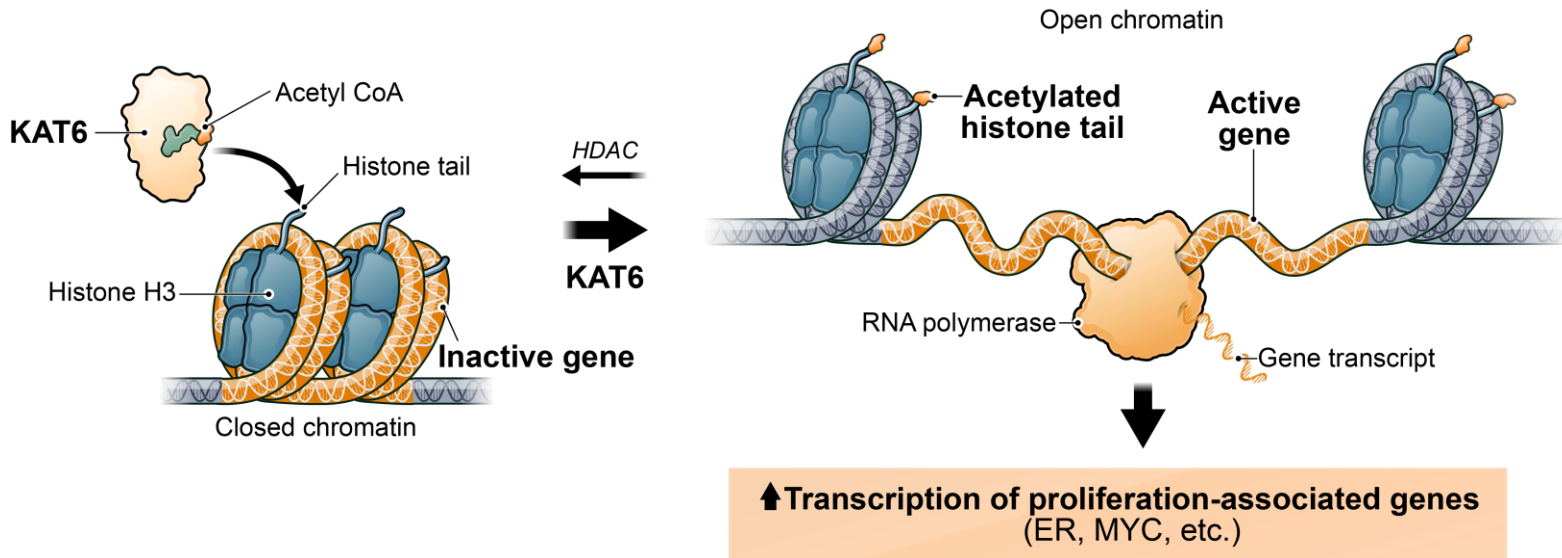 KAT6
Acetyl CoA
Histone tail
Histone H3
Inactive gene
Closed chromatin
HDAC
KAT6
Open chromatin
Acetylated
histone tail
Active
gene
RNA polymerase
Gene transcript
Transcription of proliferation-associated genes
(ER, MYC, etc.)